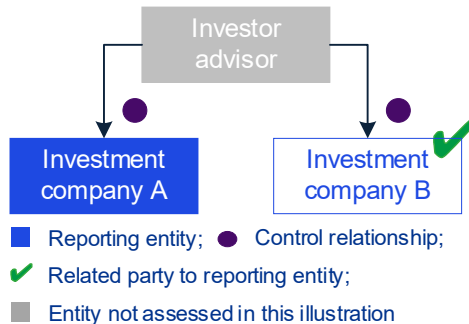 Investor
advisor
Investment
company A
Investment
company B
Reporting entity; Control relationship;
Related party to reporting entity;
Entity not assessed in this illustration